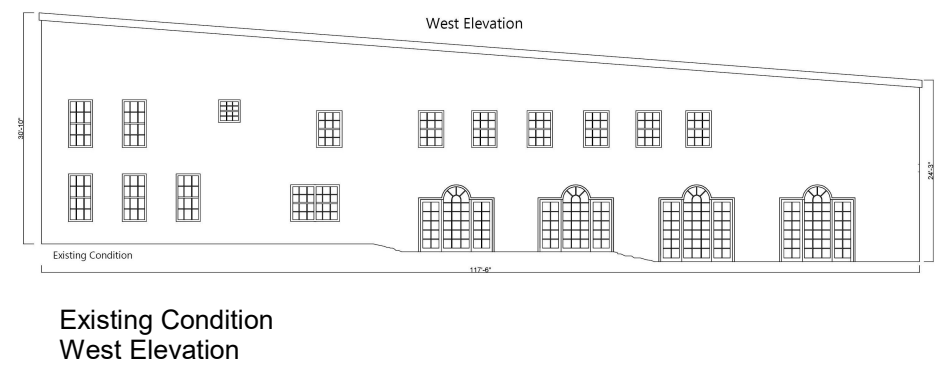 West Elevation
30'-10"
24'-3"
Existing Condition
117'-6"
Existing Condition
West Elevation